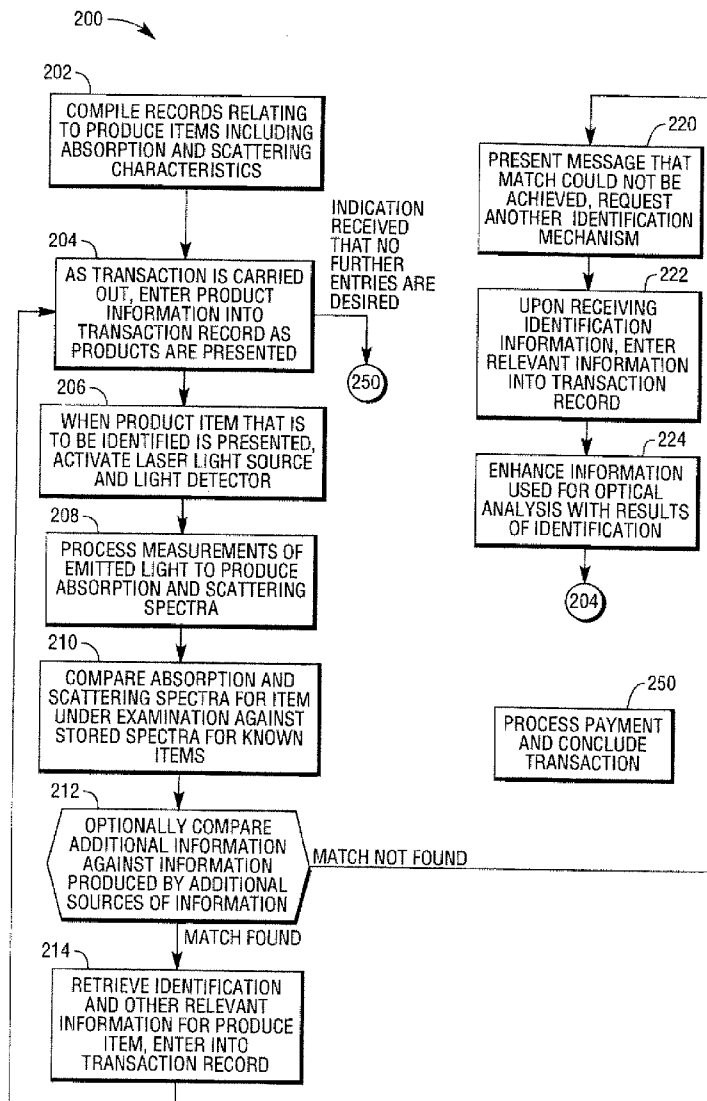 200
202
COMPILE RECORDS RELATING
TO PRODUCE ITEMS INCLUDING
ABSORPTION AND SCATTERING
CHARACTERISTICS
204
AS TRANSACTION IS CARRIED
OUT, ENTER PRODUCT
INFORMATION INTO
TRANSACTION RECORD AS
PRODUCTS ARE PRESENTED
INDICATION
RECEIVED
THAT NO
FURTHER
ENTRIES ARE
DESIRED
250
206
WHEN PRODUCT ITEM THAT IS
TO BE IDENTIFIED IS PRESENTED,
ACTIVATE LASER LIGHT SOURCE
AND LIGHT DETECTOR
208
PROCESS MEASUREMENTS OF
EMITTED LIGHT TO PRODUCE
ABSORPTION AND SCATTERING
SPECTRA
210
COMPARE ABSORPTION AND
SCATTERING SPECTRA FOR ITEM
UNDER EXAMINATION AGAINST
STORED SPECTRA FOR KNOWN
ITEMS
212
OPTIONALLY COMPARE
ADDITIONAL INFORMATION
AGAINST INFORMATION
PRODUCED BY ADDITIONAL
SOURCES OF INFORMATION
MATCH NOT FOUND
MATCH FOUND
214
RETRIEVE IDENTIFICATION
AND OTHER RELEVANT
INFORMATION FOR PRODUCE
ITEM, ENTER INTO
TRANSACTION RECORD
220
PRESENT MESSAGE THAT
MATCH COULD NOT BE
ACHIEVED, REQUEST
ANOTHER IDENTIFICATION
MECHANISM
222
UPON RECEIVING
IDENTIFICATION
INFORMATION, ENTER
RELEVANT INFORMATION
INTO TRANSACTION
RECORD
224
ENHANCE INFORMATION
USED FOR OPTICAL
ANALYSIS WITH RESULTS
OF IDENTIFICATION
204
250
PROCESS PAYMENT
AND CONCLUDE
TRANSACTION